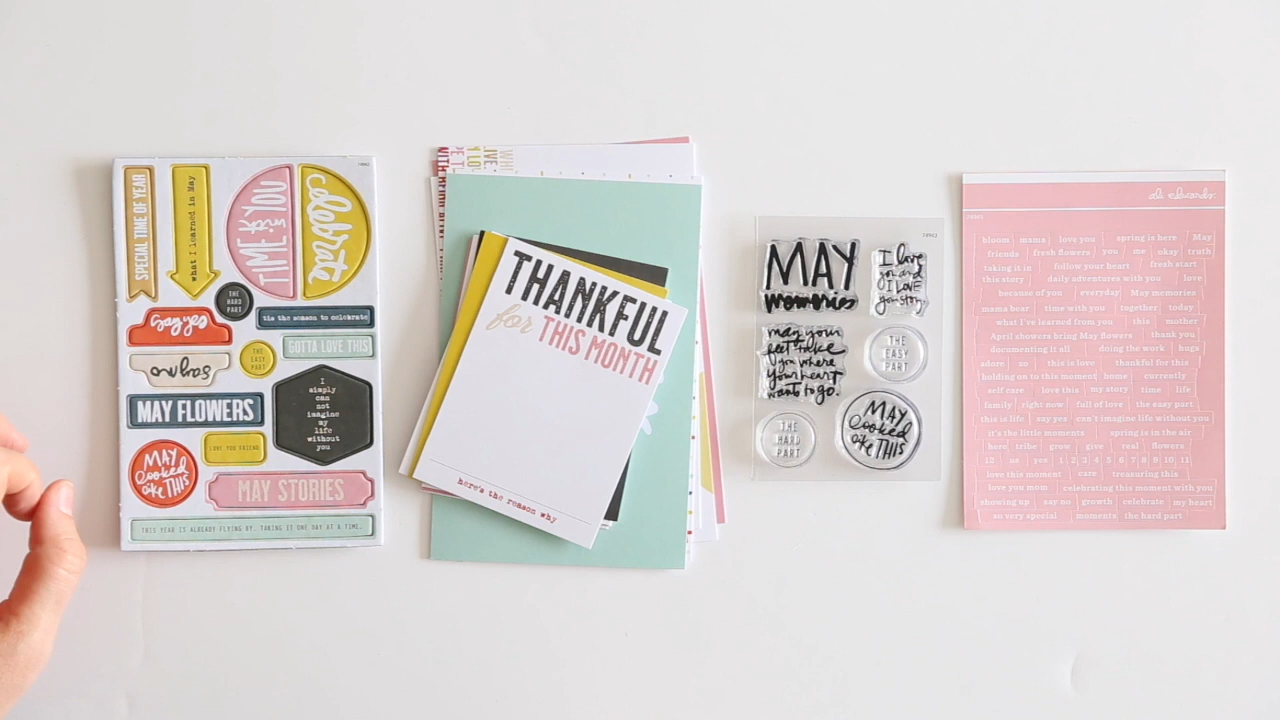 SPECIAL TIME OF YEAR
what I learned in May
TIME & YOU
celebrate
THE
HARD
PART
say yes
tis the season to celebrate
say no
THE
EASY
PART
GOTTA LOVE THIS
MAY FLOWERS
I
simply
can
not
imagine
my
life
without
you
MAY
looked
like THIS
LOVE YOU FRIEND
MAY STORIES
THIS YEAR IS ALREADY FLYING BY. TAKING IT ONE DAY AT A TIME.
THANKFUL
for THIS MONTH
here's the reason why
74943
MAY
memories
I love
you and
I LOVE
your story
may your
feet take
you where
your heart
wants to go.
THE
EASY
PART
THE
HARD
PART
MAY
looked
like THIS
ali edwards
bloom mama love you spring is here May
friends fresh flowers you me okay truth
taking it in follow your heart fresh start
this story daily adventures with you love
because of you everyday May memories
mama bear time with you together today
what I've learned from you this mother
April showers bring May flowers thank you
documenting it all doing the work hugs
adore xo this is love thankful for this
holding on to this moment home currently
self care love this my story time life
family right now full of love the easy part
this is life say yes can't imagine life without you
it's the little moments spring is in the air
here tribe grow give real flowers
12 us yes 1 2 3 4 5 6 7 8 9 10 11
love this moment care treasuring this
love you mom celebrating this moment with you
showing up say no growth celebrate my heart
so very special moments the hard part